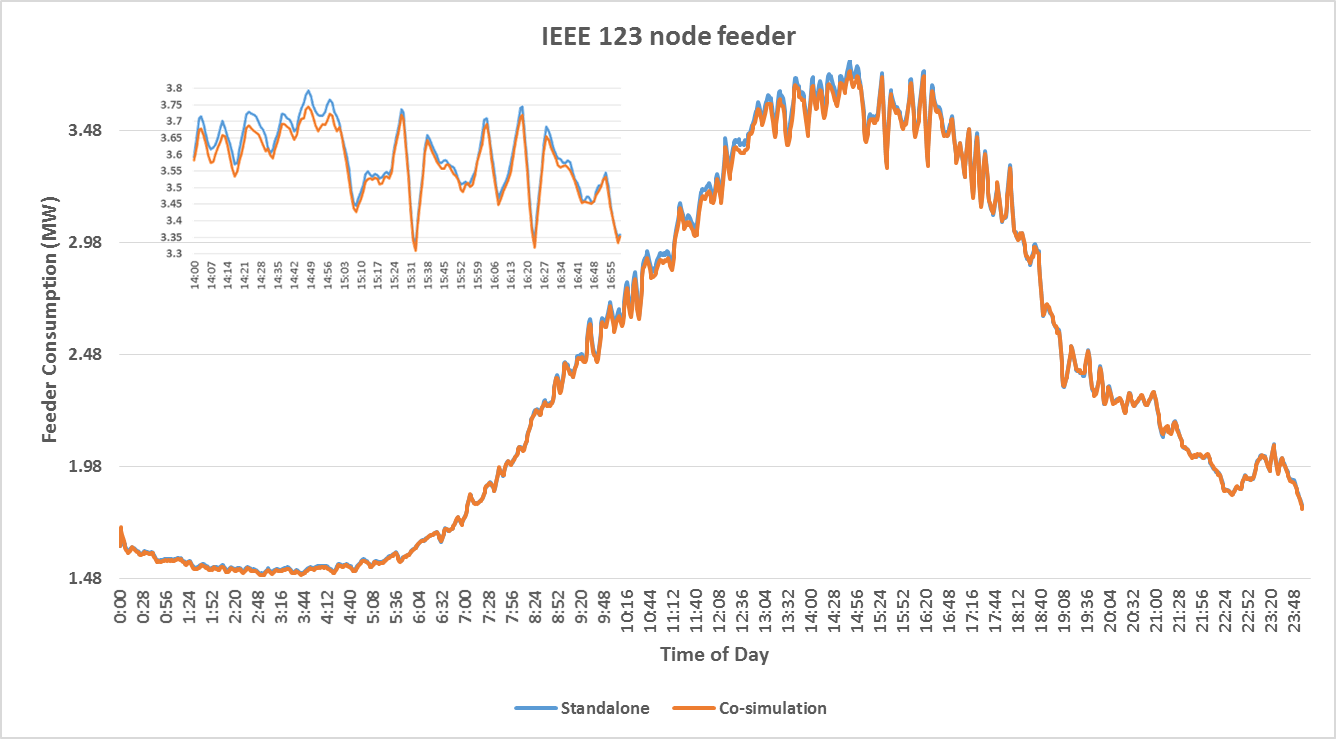 IEEE 123 node feeder
3.8
3.75
3.7
3.65
3.6
3.55
3.5
3.45
3.4
3.35
3.3
14:00 14:07 14:14 14:21 14:28 14:35 14:42 14:49 14:56 15:03 15:10 15:17 15:24 15:31 15:38 15:45 15:52 15:59 16:06 16:13 16:20 16:27 16:34 16:41 16:48 16:55
Feeder Consumption (MW)
3.48
2.98
2.48
1.98
1.48
0:00 0:28 0:56 1:24 1:52 2:20 2:48 3:16 3:44 4:12 4:40 5:08 5:36 6:04 6:32 7:00 7:28 7:56 8:24 8:52 9:20 9:48 10:16 10:44 11:12 11:40 12:08 12:36 13:04 13:32 14:00 14:28 14:56 15:24 15:52 16:20 16:48 17:16 17:44 18:12 18:40 19:08 19:36 20:04 20:32 21:00 21:28 21:56 22:24 22:52 23:20 23:48
Time of Day
Standalone Co-simulation